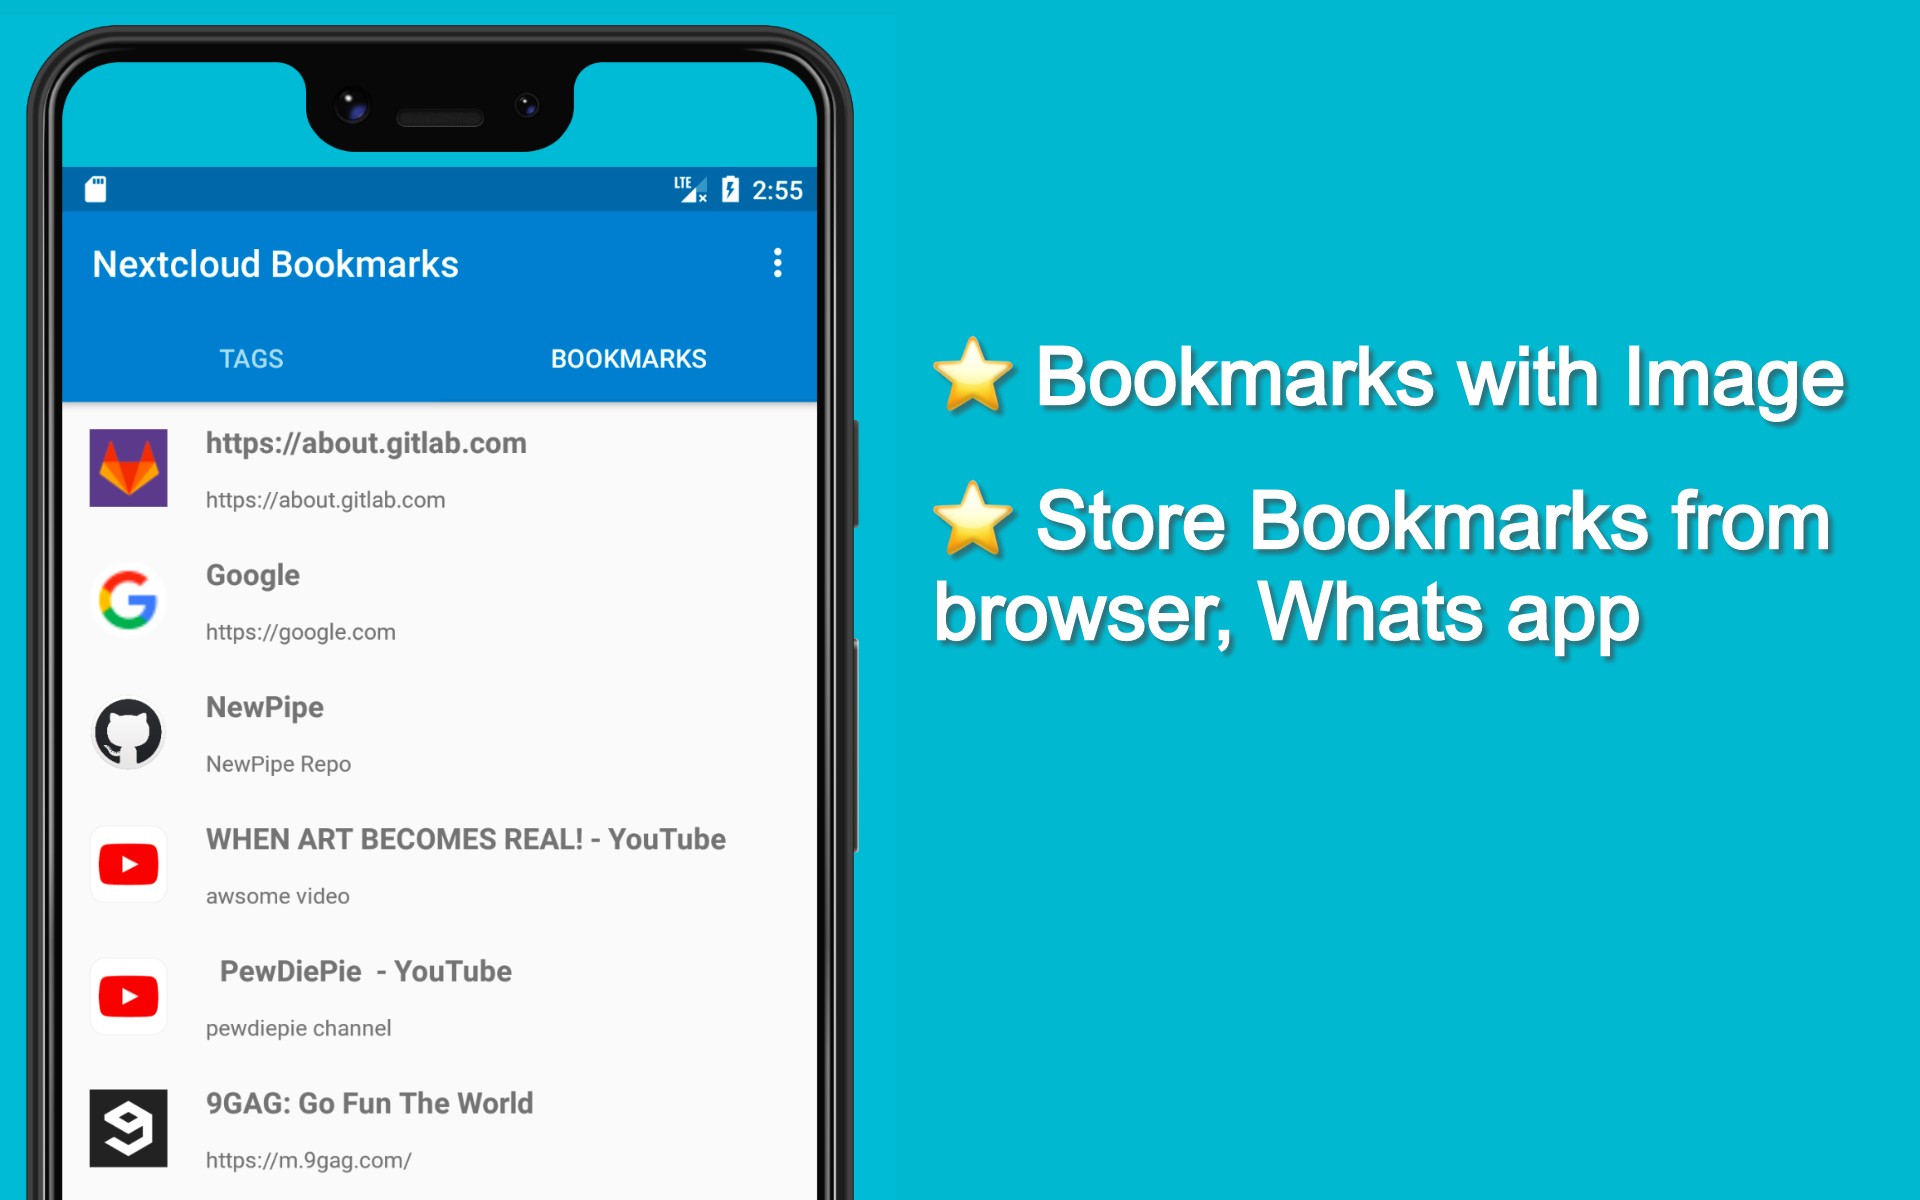 LTE 2:55
Nextcloud Bookmarks
TAGS BOOKMARKS
https://about.gitlab.com
https://about.gitlab.com
Google
https://google.com
NewPipe
NewPipe Repo
WHEN ART BECOMES REAL! - YouTube
awsome video
PewDiePie - YouTube
pewdiepie channel
9GAG: Go Fun The World
https://m.9gag.com/
⭐ Bookmarks with Image
⭐ Store Bookmarks from
browser, Whats app